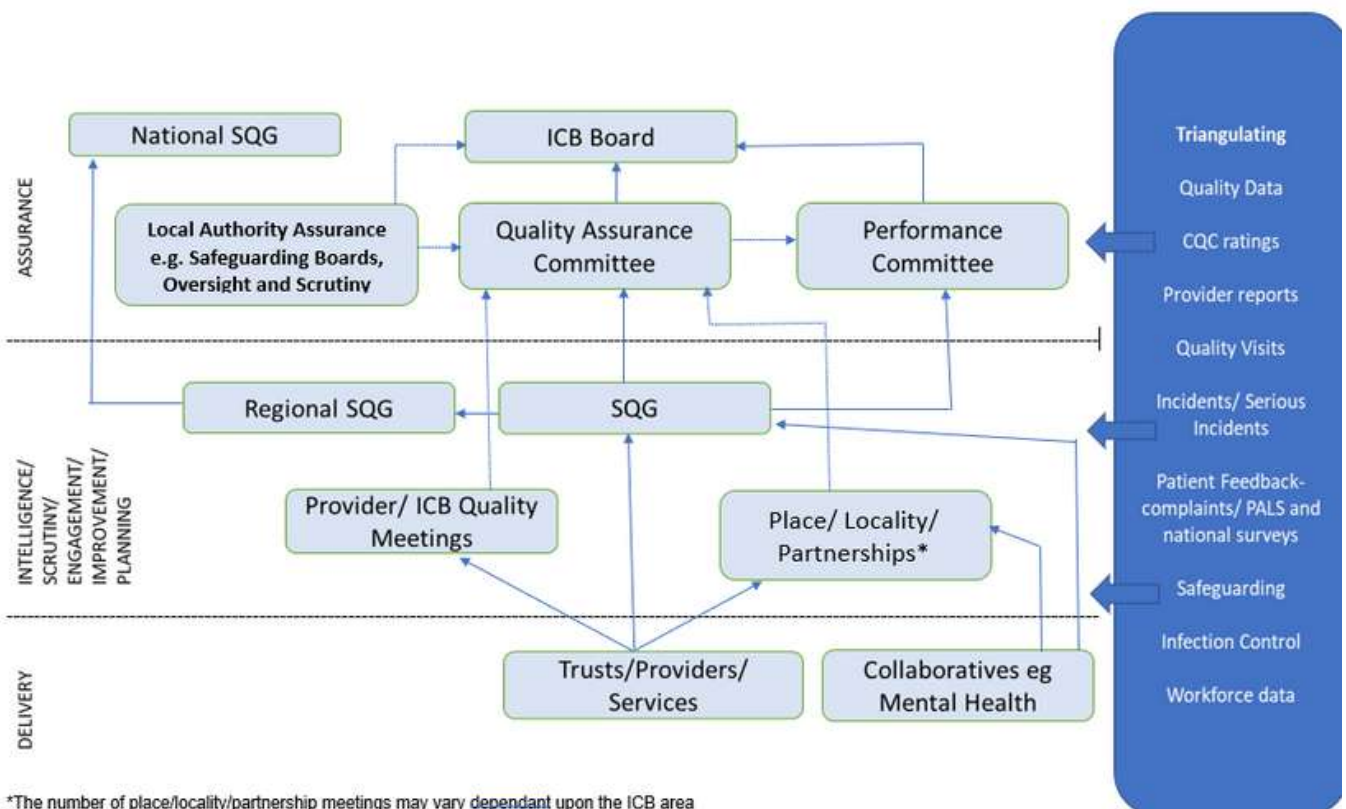 National SQG
ICB Board
ASSURANCE
Local Authority Assurance
e.g. Safeguarding Boards,
Oversight and Scrutiny
Quality Assurance
Committee
Performance
Committee
Regional SQG
SQG
INTELLIGENCE/
SCRUTINY/
ENGAGEMENT/
IMPROVEMENT/
PLANNING
Provider/ ICB Quality
Meetings
Place/ Locality/
Partnerships*
DELIVERY
Trusts/Providers/
Services
Collaboratives eg
Mental Health
Triangulating
Quality Data
CQC ratings
Provider reports
Quality Visits
Incidents/ Serious
Incidents
Patient Feedback-
complaints/ PALS and
national surveys
Safeguarding
Infection Control
Workforce data
*The number of place/locality/partnership meetings may vary dependant upon the ICB area